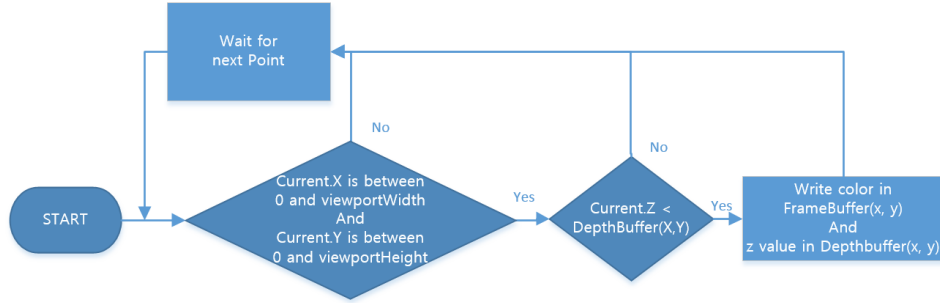 Wait for
next Point
No
No
START
Current.X is between
0 and viewportWidth
And
Current.Y is between
0 and viewportHeight
Yes
Current.Z <
DepthBuffer(X,Y)
Yes
Write color in
FrameBuffer(x, y)
And
z value in Depthbuffer(x, y)